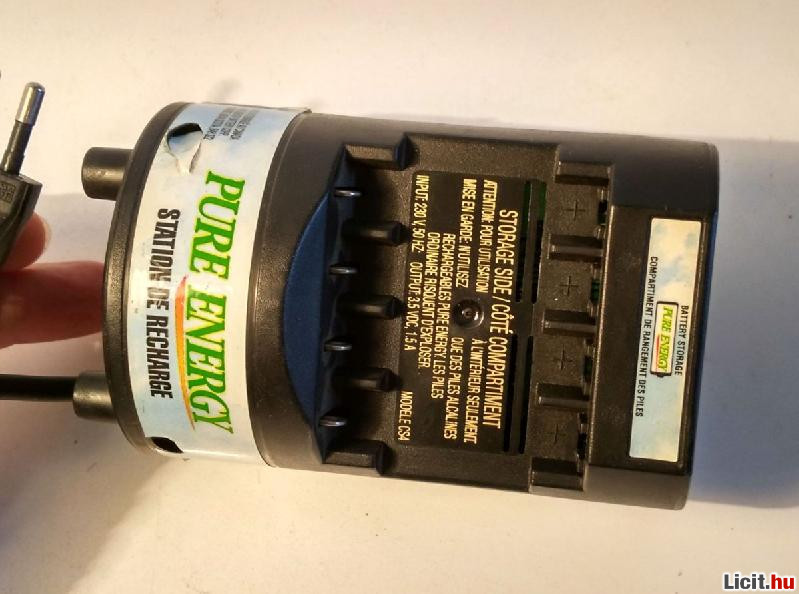 PURE ENERGY
STATION DE RECHARGE
STORAGE SIDE / CÔTÉ COMPARTIMENT
ATTENTION: POUR UTILISATION À L'INTÉRIEUR SEULEMENT
MISE EN GARDE: N'UTILISEZ QUE DES PILES ALCALINES
RECHARGEABLES PURE ENERGY. LES PILES
ORDINAIRE RISQUENT D'EXPLOSER.
INPUT: 230 V, 50 HZ. OUTPUT: 3.5 VDC, 1.5 A
MODÈLE CS4
+
+
+
+
BATTERY STORAGE
PURE ENERGY
COMPARTIMENT DE RANGEMENT DES PILES
Licit.hu